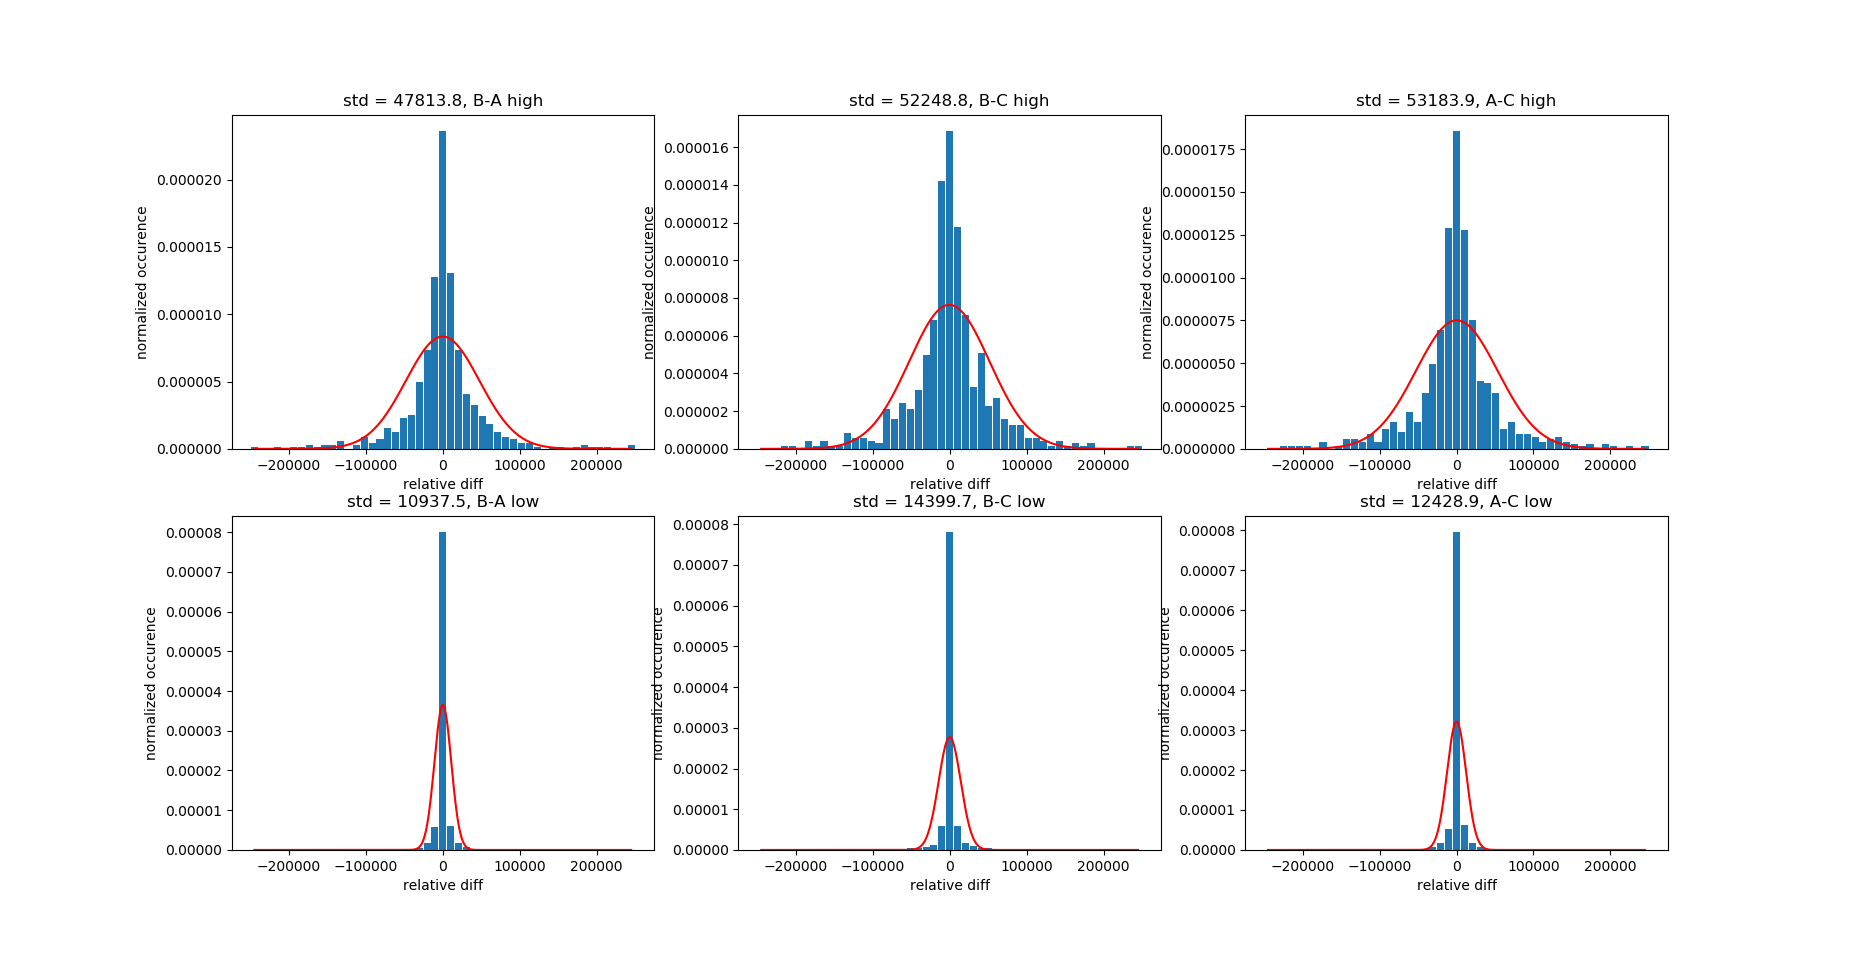 std = 47813.8, B-A high
normalized occurence
0.000020
0.000015
0.000010
0.000005
0.000000
−200000 −100000 0 100000 200000
relative diff
std = 52248.8, B-C high
normalized occurence
0.000016
0.000014
0.000012
0.000010
0.000008
0.000006
0.000004
0.000002
0.000000
−200000 −100000 0 100000 200000
relative diff
std = 53183.9, A-C high
normalized occurence
0.0000175
0.0000150
0.0000125
0.0000100
0.0000075
0.0000050
0.0000025
0.0000000
−200000 −100000 0 100000 200000
relative diff
std = 10937.5, B-A low
normalized occurence
0.00008
0.00007
0.00006
0.00005
0.00004
0.00003
0.00002
0.00001
0.00000
−200000 −100000 0 100000 200000
relative diff
std = 14399.7, B-C low
normalized occurence
0.00008
0.00007
0.00006
0.00005
0.00004
0.00003
0.00002
0.00001
0.00000
−200000 −100000 0 100000 200000
relative diff
std = 12428.9, A-C low
normalized occurence
0.00008
0.00007
0.00006
0.00005
0.00004
0.00003
0.00002
0.00001
0.00000
−200000 −100000 0 100000 200000
relative diff